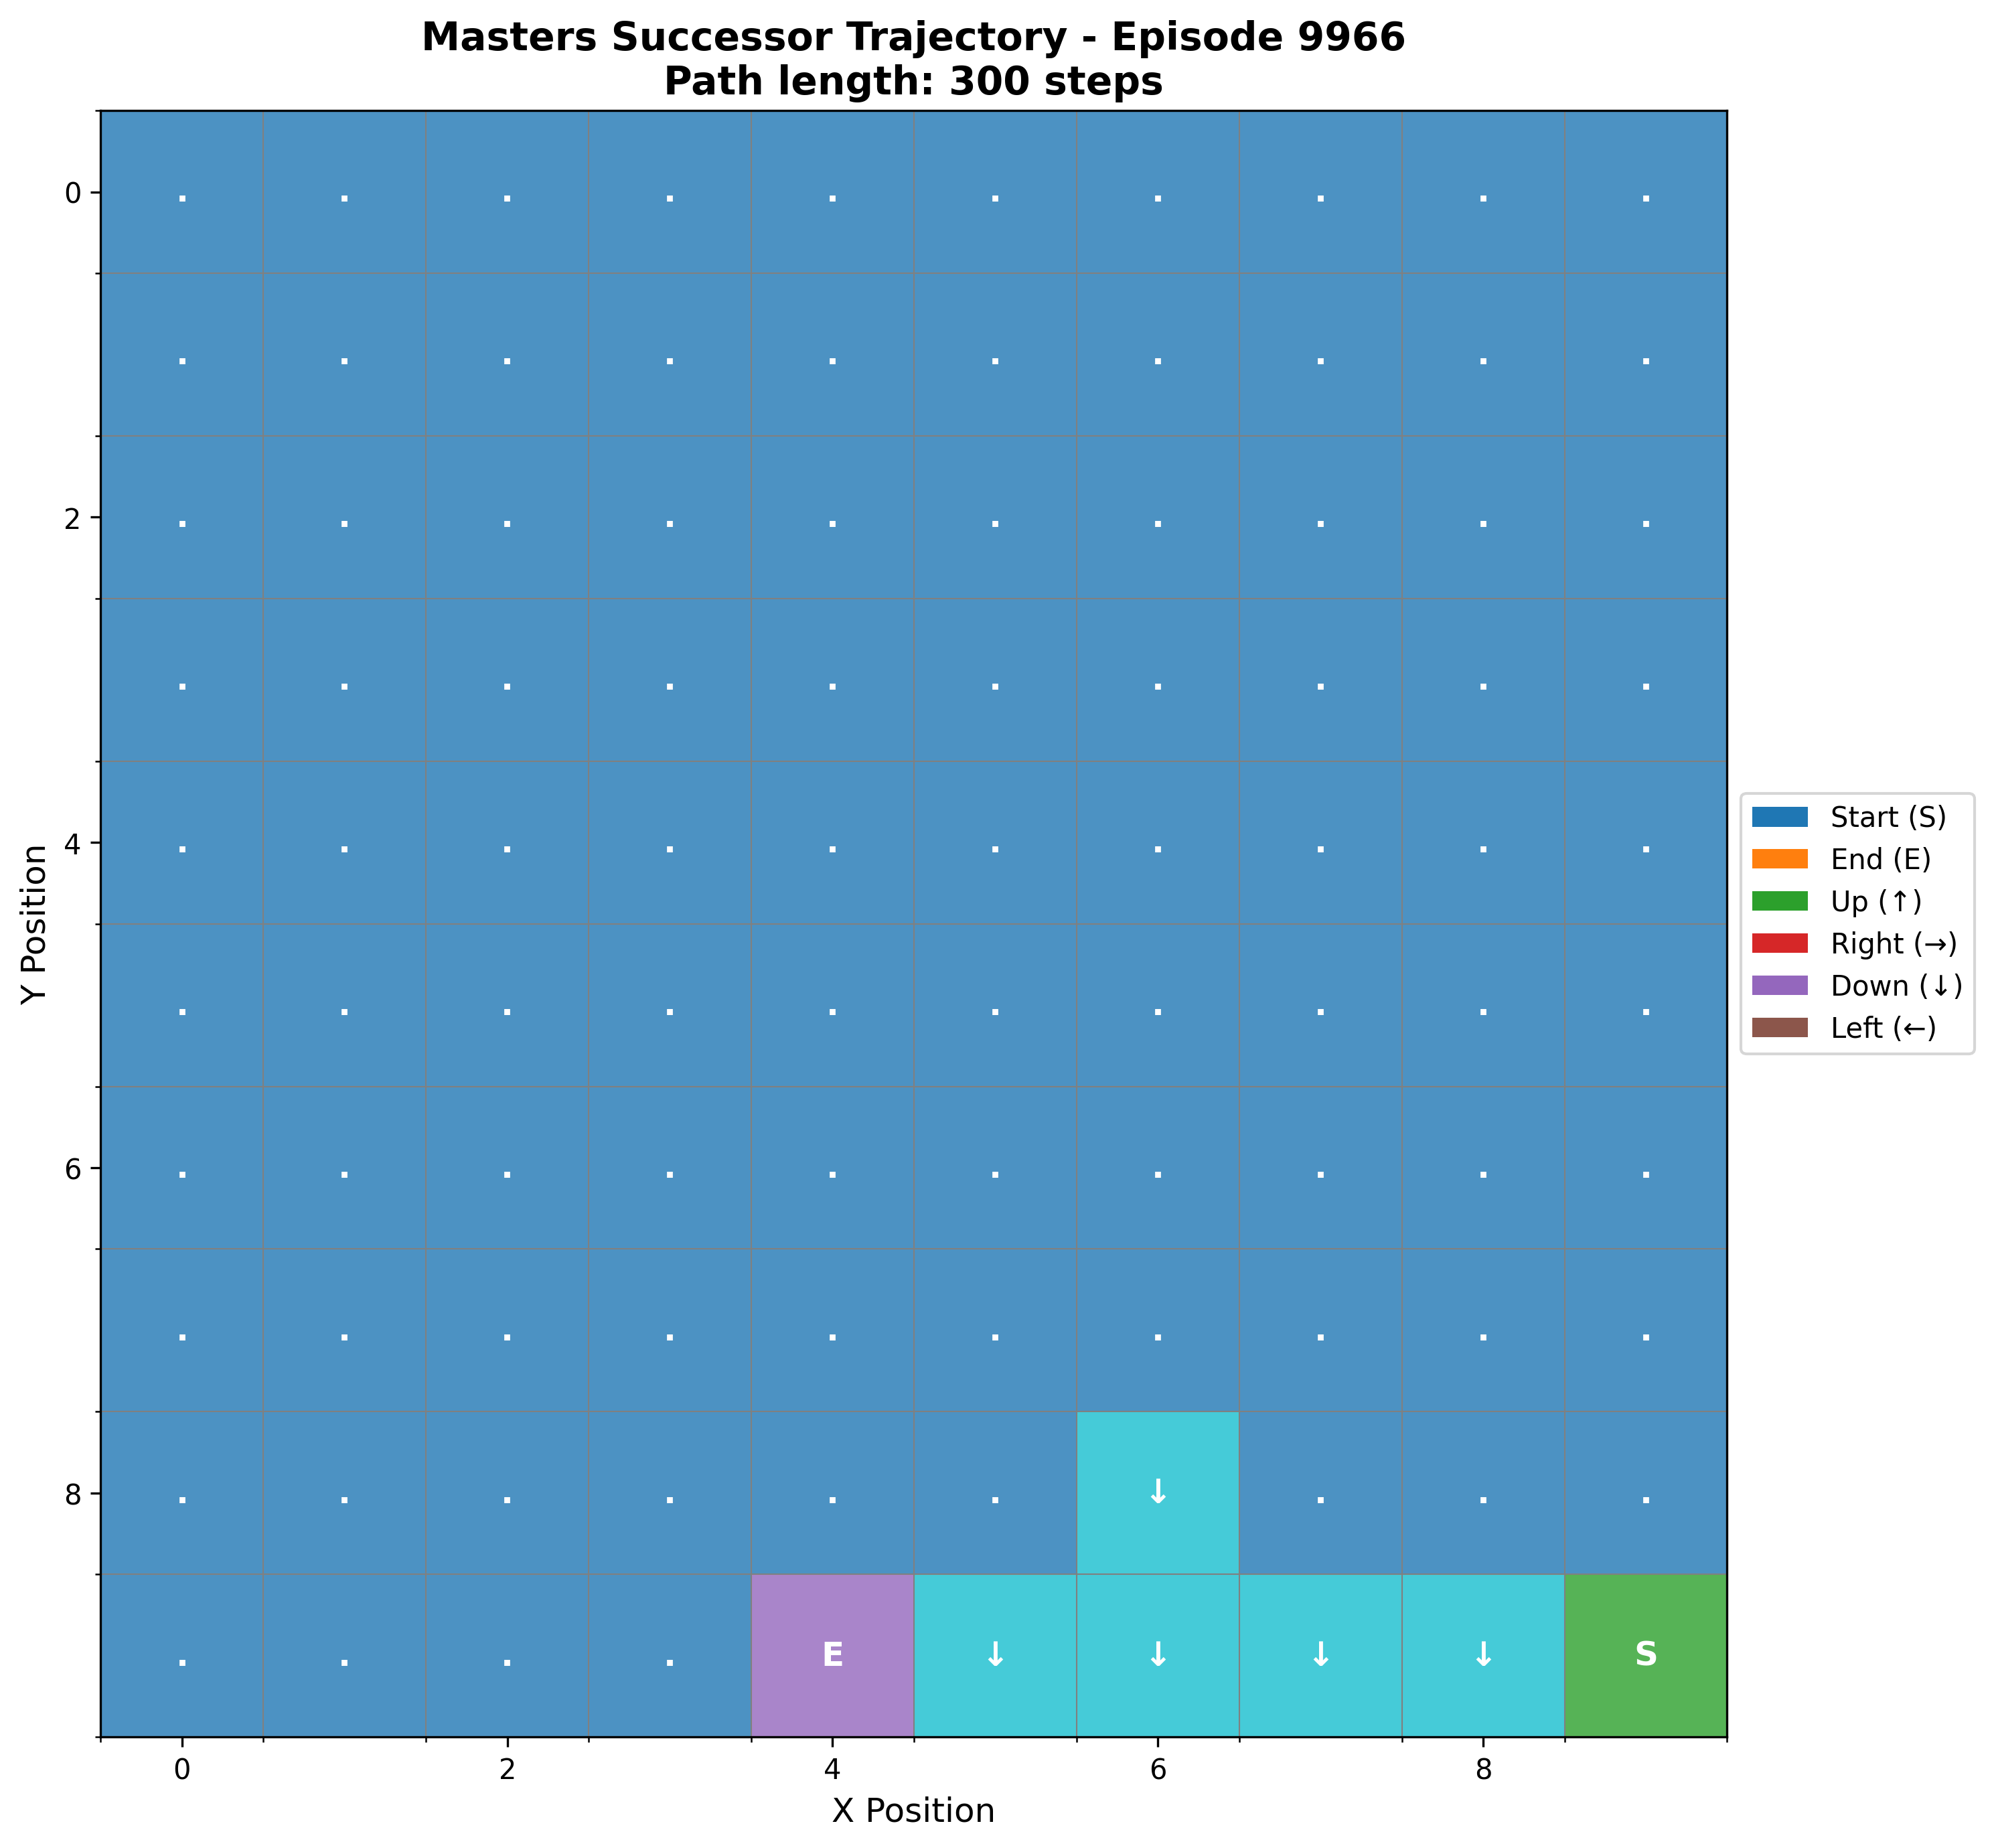 Masters Successor Trajectory - Episode 9966
Path length: 300 steps
0
2
4
6
8
Y Position
↓
E ↓ ↓ ↓ ↓ S
0 2 4 6 8
X Position
Start (S)
End (E)
Up (↑)
Right (→)
Down (↓)
Left (←)